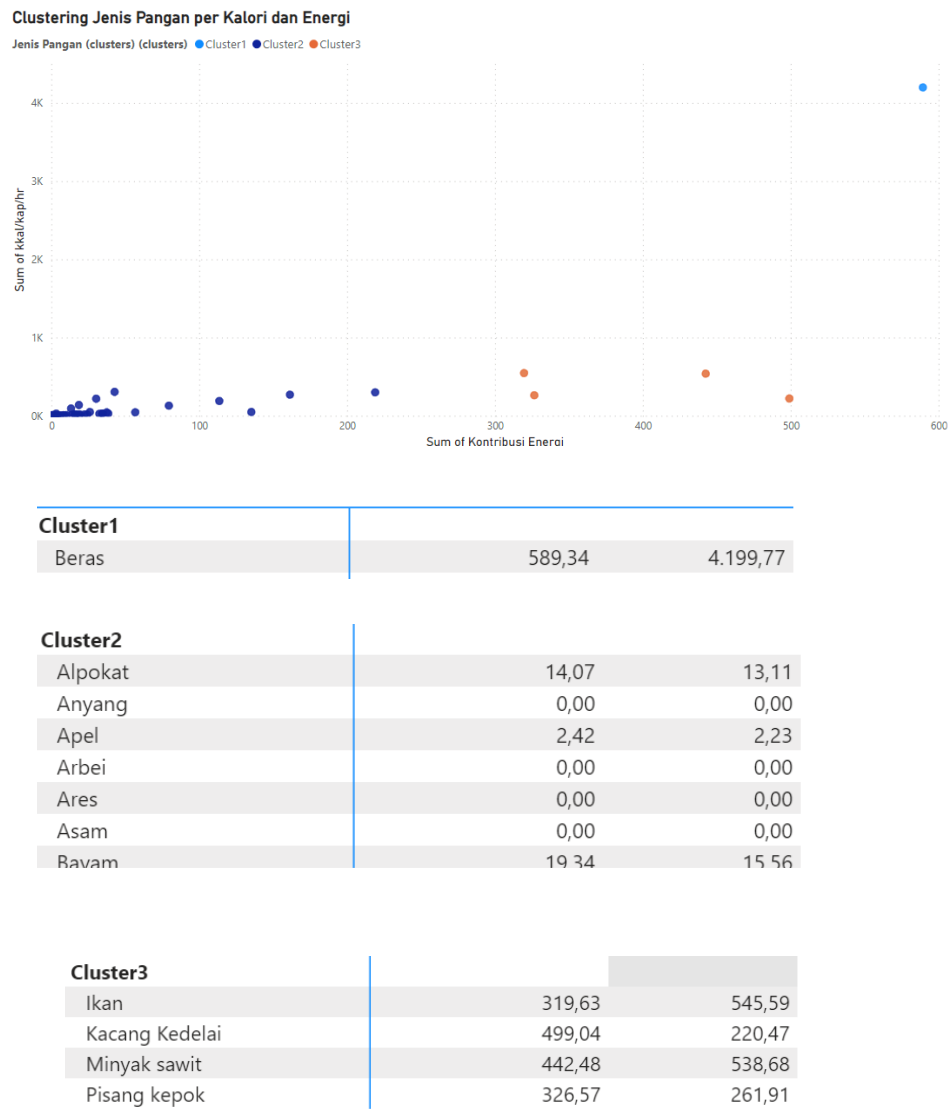 Clustering Jenis Pangan per Kalori dan Energi
Jenis Pangan (clusters) (clusters) Cluster1 Cluster2 Cluster3
4K
3K
2K
1K
0K
Sum of kkal/kap/hr
0 100 200 300 400 500 600
Sum of Kontribusi Energi
Cluster1
Beras 589,34 4.199,77
Cluster2
Alpokat 14,07 13,11
Anyang 0,00 0,00
Apel 2,42 2,23
Arbei 0,00 0,00
Ares 0,00 0,00
Asam 0,00 0,00
Bayam 19,34 15,56
Cluster3
Ikan 319,63 545,59
Kacang Kedelai 499,04 220,47
Minyak sawit 442,48 538,68
Pisang kepok 326,57 261,91